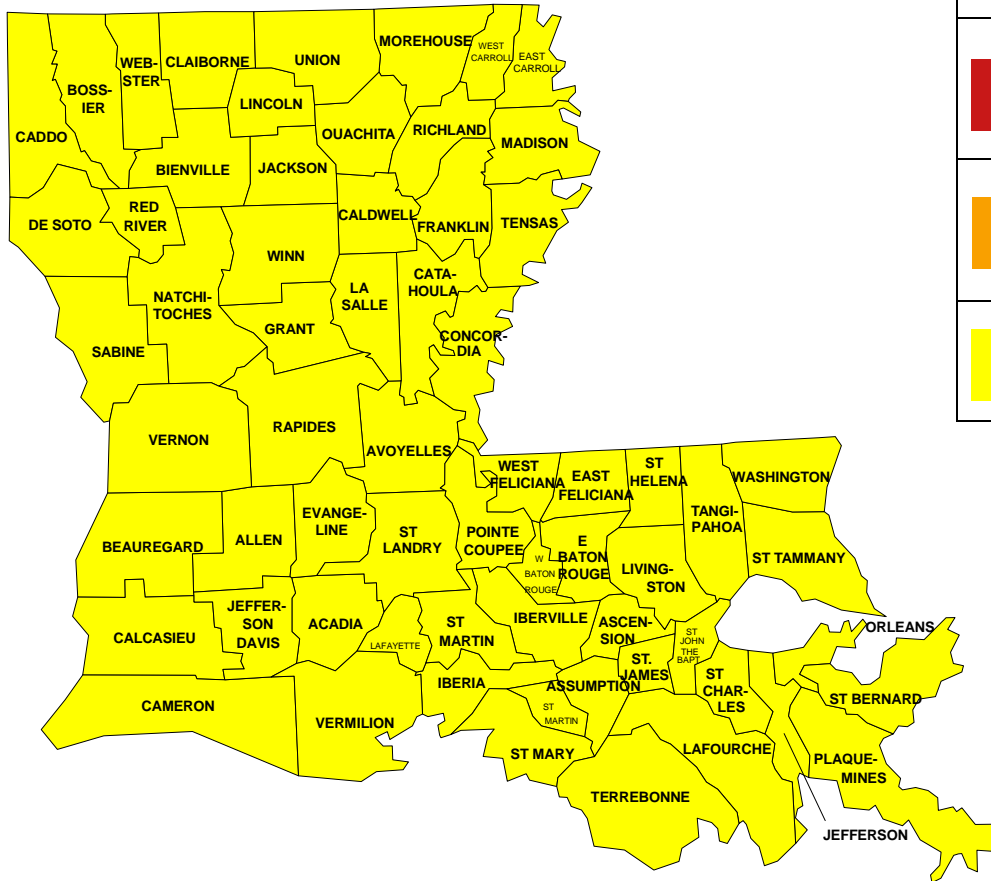 MOREHOUSE
WEST
CARROLL
EAST
CARROLL
UNION
CLAIBORNE
WEB-
STER
BOSS-
IER
CADDO
LINCOLN
OUACHITA
RICHLAND
MADISON
BIENVILLE
JACKSON
DE SOTO
RED
RIVER
CALDWELL
FRANKLIN
TENSAS
WINN
NATCHI-
TOCHES
LA
SALLE
CATA-
HOULA
GRANT
CONCOR-
DIA
SABINE
VERNON
RAPIDES
AVOYELLES
WEST
FELICIANA
EAST
FELICIANA
ST
HELENA
WASHINGTON
TANGI-
PAHOA
BEAUREGARD
ALLEN
EVANGE-
LINE
ST
LANDRY
POINTE
COUPEE
W
BATON
ROUGE
E
BATON
ROUGE
LIVING-
STON
ST TAMMANY
CALCASIEU
JEFFER-
SON
DAVIS
ACADIA
LAFAYETTE
ST
MARTIN
IBERVILLE
ASCEN-
SION
ST
JOHN
THE
BAPT
ORLEANS
ST.
JAMES
ST
CHAR-
LES
ST BERNARD
IBERIA
ASSUMPTION
CAMERON
VERMILION
ST
MARTIN
ST MARY
LAFOURCHE
PLAQUE-
MINES
TERREBONNE
JEFFERSON